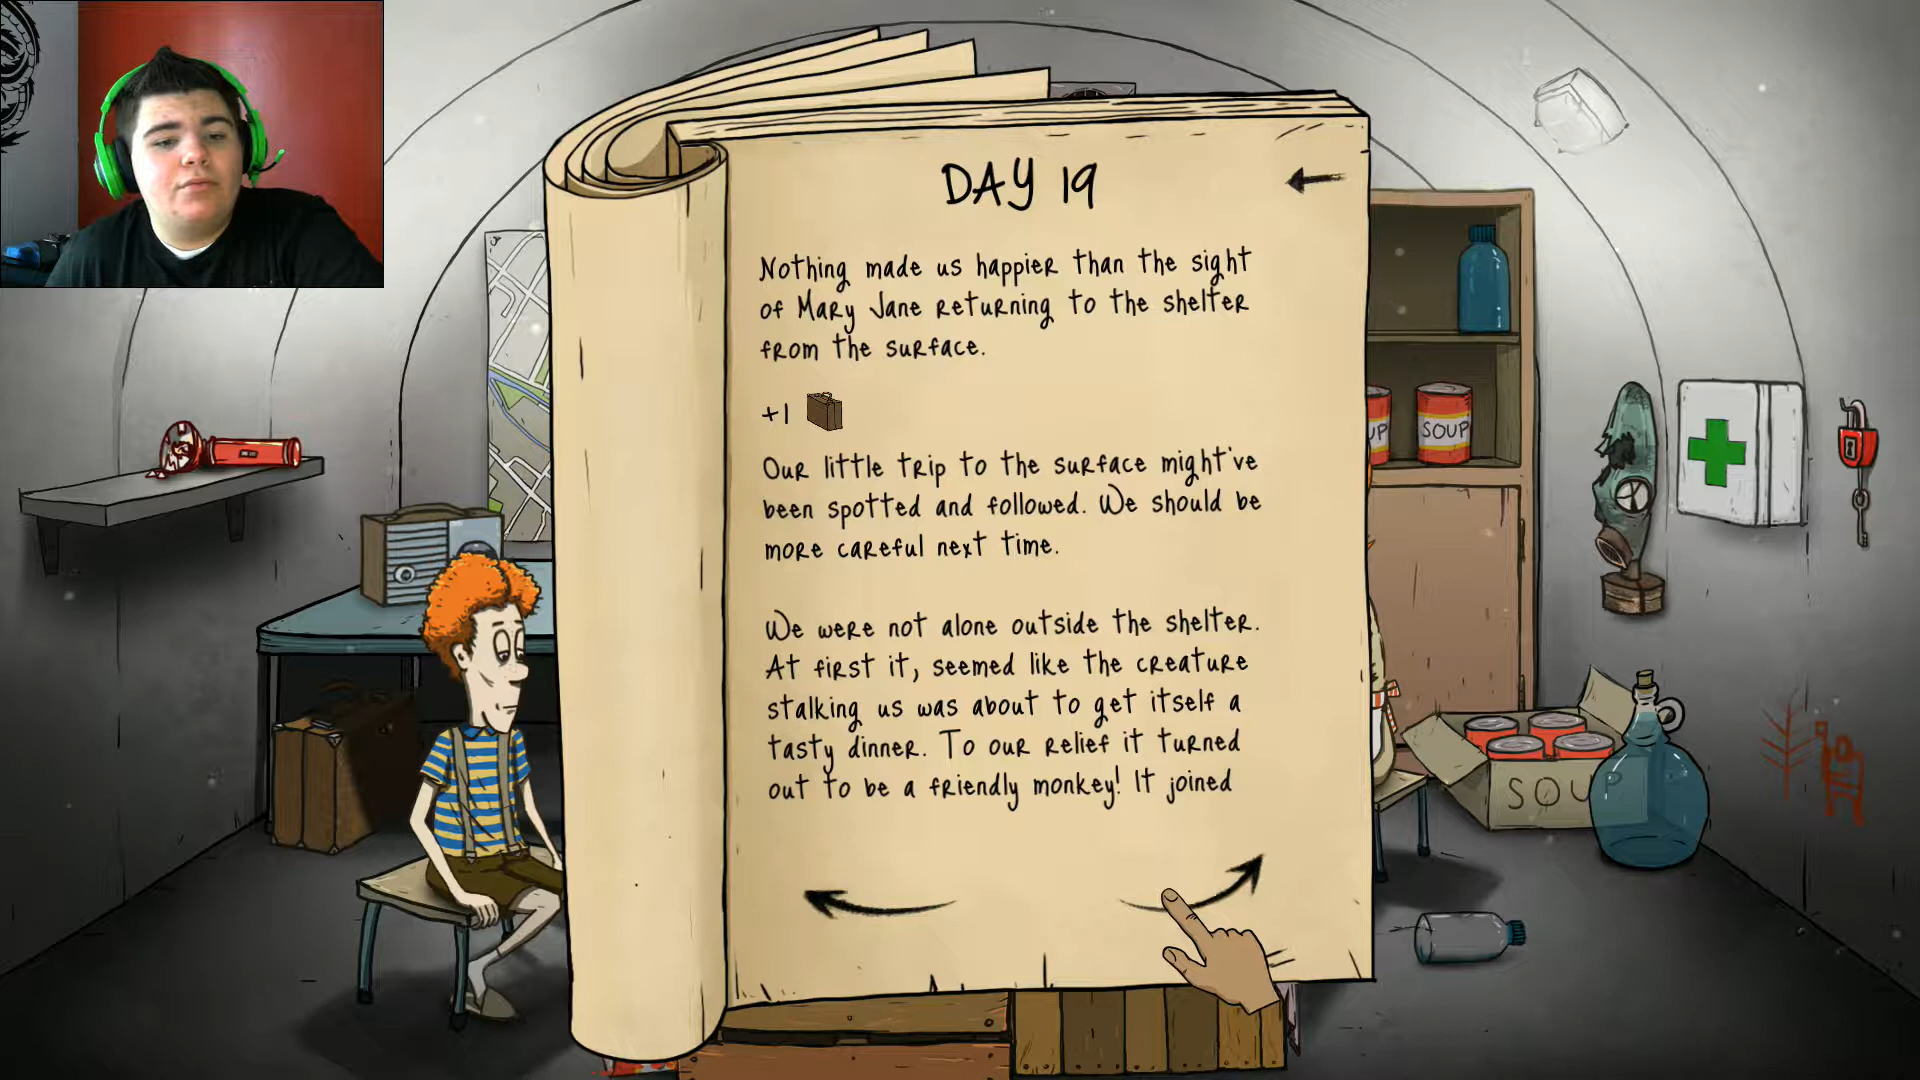 DAY 19
Nothing made us happier than the sight
of Mary Jane returning to the shelter
from the surface.
+1
Our little trip to the surface might've
been spotted and followed. We should be
more careful next time.
We were not alone outside the shelter.
At first it, seemed like the creature
stalking us was about to get itself a
tasty dinner. To our relief it turned
out to be a friendly monkey! It joined
UP
SOUP
SOU